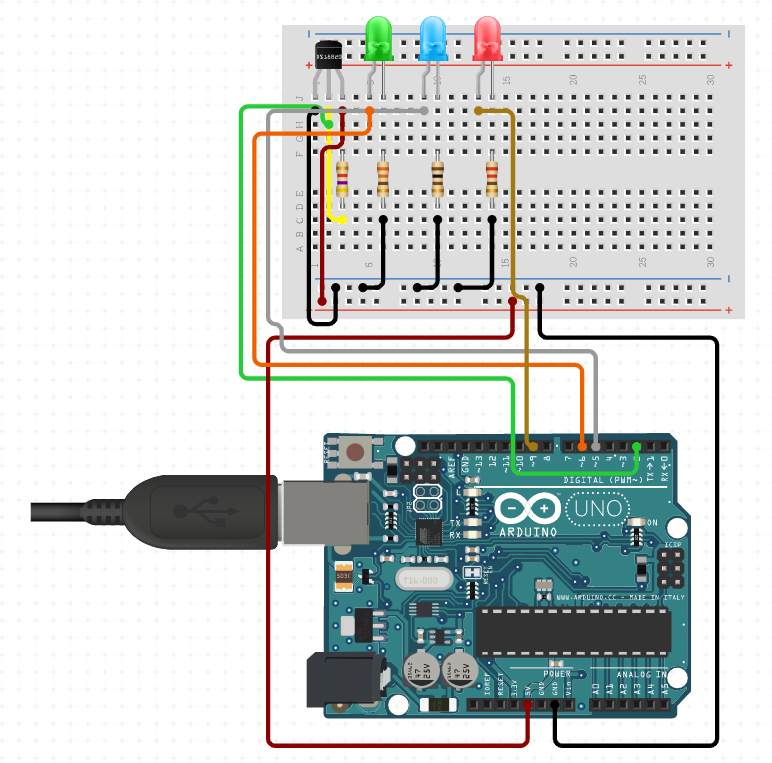 1 5 10 15 20 25 30
J
I
H
G
F
E
D
C
B
A
1 5 10 15 20 25 30
RESET
AREF GND ~13 12 ~11 ~10 ~9 8 7 ~6 ~5 4 ~3 2 TX→1 RX←0
DIGITAL (PWM~)
TX
RX
ARDUINO
UNO
ON
ICSP
T16.000
RESET
WWW.ARDUINO.CC - MADE IN ITALY
47
25V
47
25V
POWER
ANALOG IN
IOREF RESET 3.3V 5V GND GND Vin A0 A1 A2 A3 A4 A5